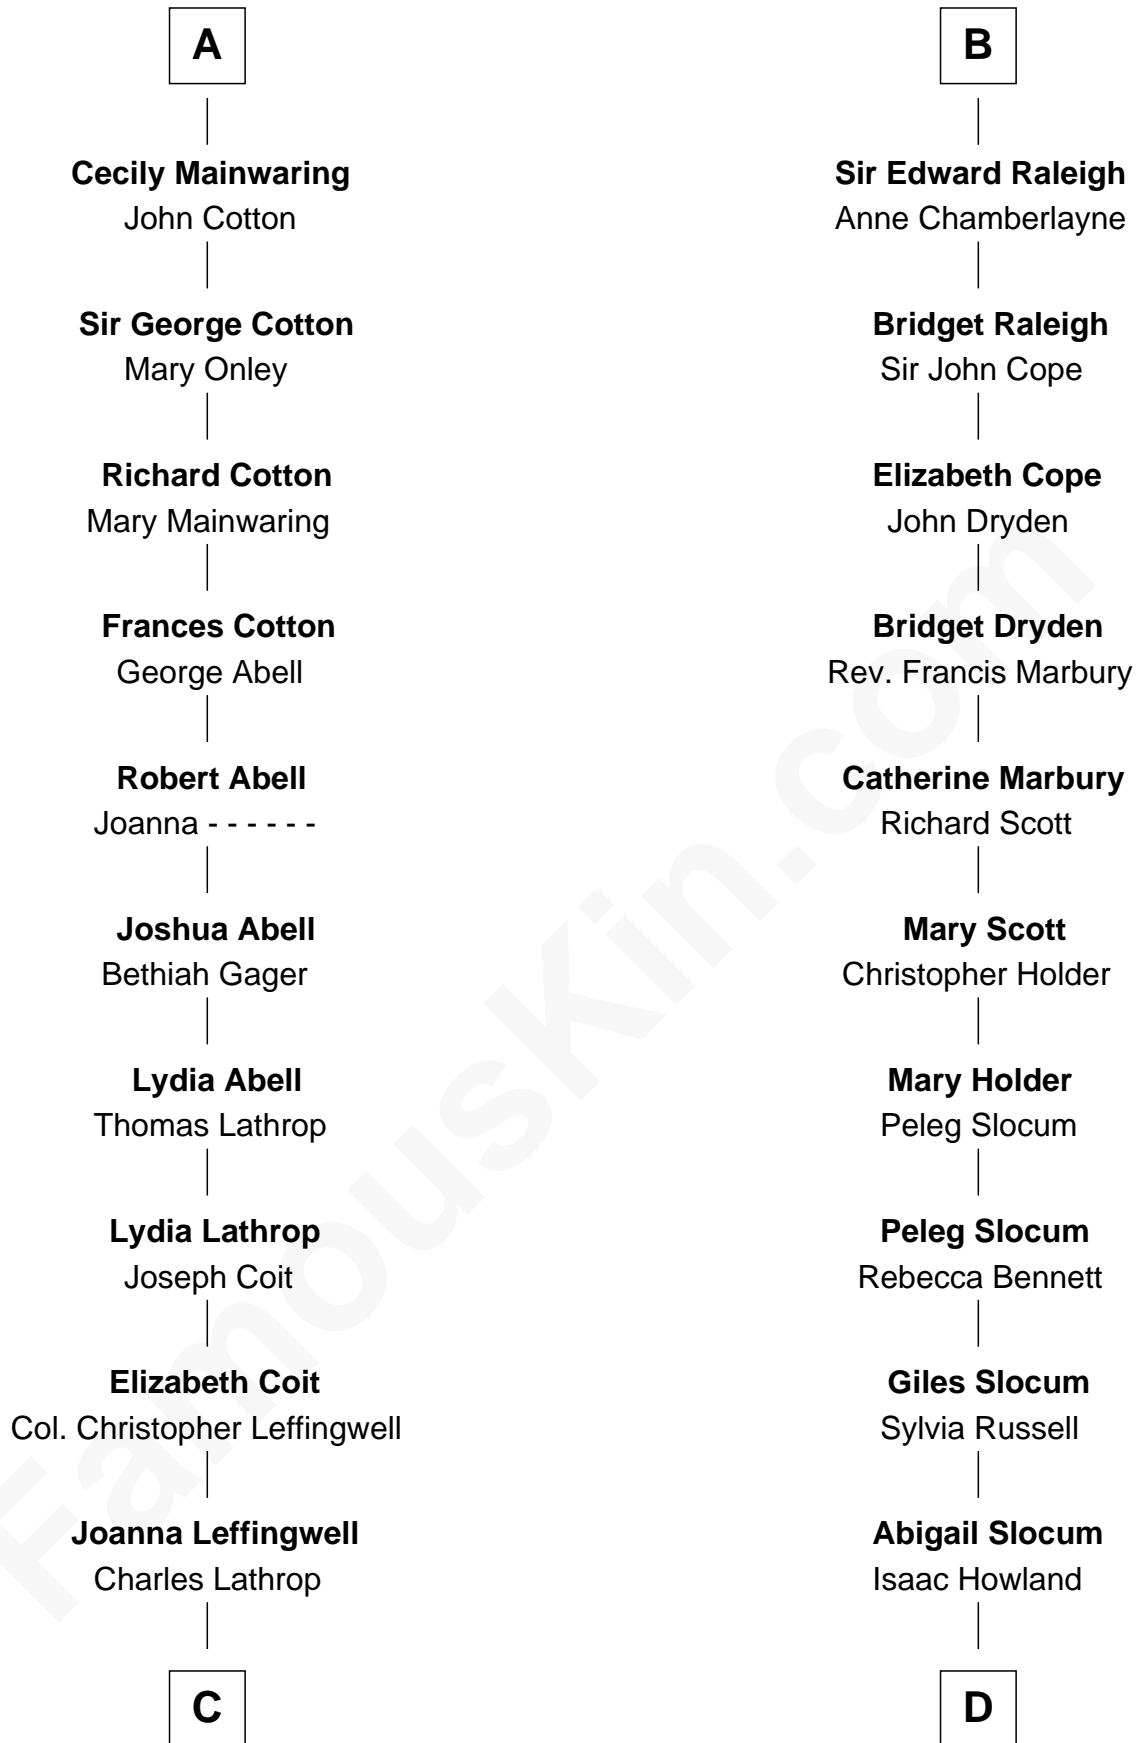 A
Cecily Mainwaring
John Cotton
Sir George Cotton
Mary Onley
Richard Cotton
Mary Mainwaring
Frances Cotton
George Abell
Robert Abell
Joanna - - - - - -
Joshua Abell
Bethiah Gager
Lydia Abell
Thomas Lathrop
Lydia Lathrop
Joseph Coit
Elizabeth Coit
Col. Christopher Leffingwell
Joanna Leffingwell
Charles Lathrop
C
B
Sir Edward Raleigh
Anne Chamberlayne
Bridget Raleigh
Sir John Cope
Elizabeth Cope
John Dryden
Bridget Dryden
Rev. Francis Marbury
Catherine Marbury
Richard Scott
Mary Scott
Christopher Holder
Mary Holder
Peleg Slocum
Peleg Slocum
Rebecca Bennett
Giles Slocum
Sylvia Russell
Abigail Slocum
Isaac Howland
D
FamousKin.com